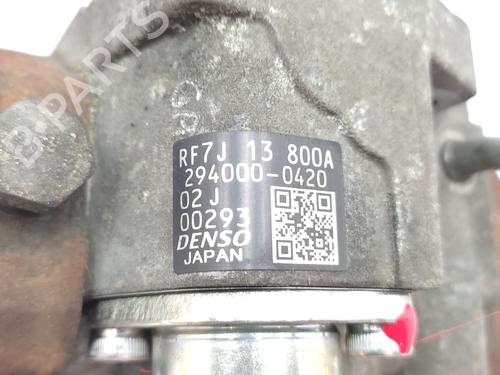 B-PARTS
RF7J 13 800A
294000-0420
02 J
00293
DENSO
JAPAN